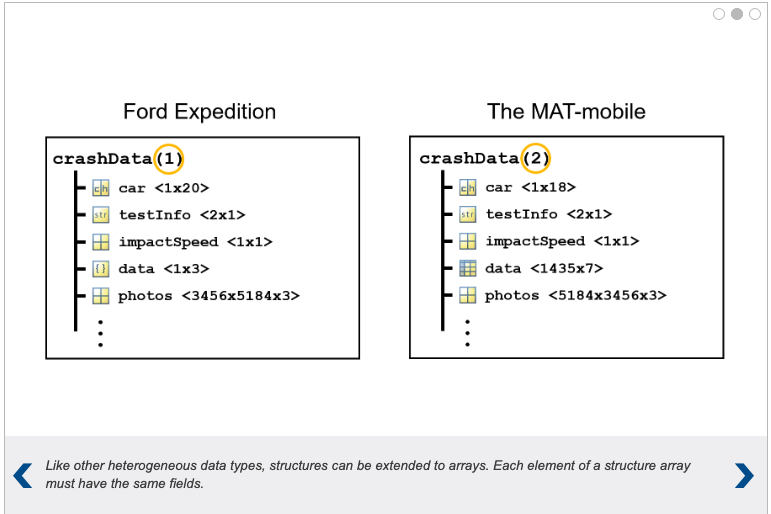 Ford Expedition
crashData(1)
ch car <1x20>
str testInfo <2x1>
impactSpeed <1x1>
{} data <1x3>
photos <3456x5184x3>
The MAT-mobile
crashData(2)
ch car <1x18>
str testInfo <2x1>
impactSpeed <1x1>
data <1435x7>
photos <5184x3456x3>
Like other heterogeneous data types, structures can be extended to arrays. Each element of a structure array
must have the same fields.